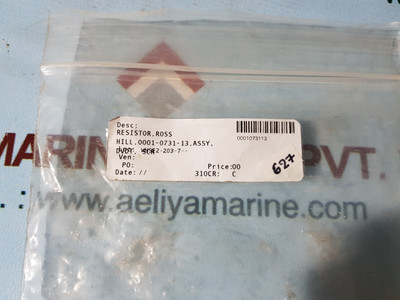 Desc:
RESISTOR,ROSS
0001073113
HILL.0001-0731-13.ASSY,
Ven:
PO: Price:00
Date: // 310CR: C
627
MARIN PVT.
www.aeliyamarine.com